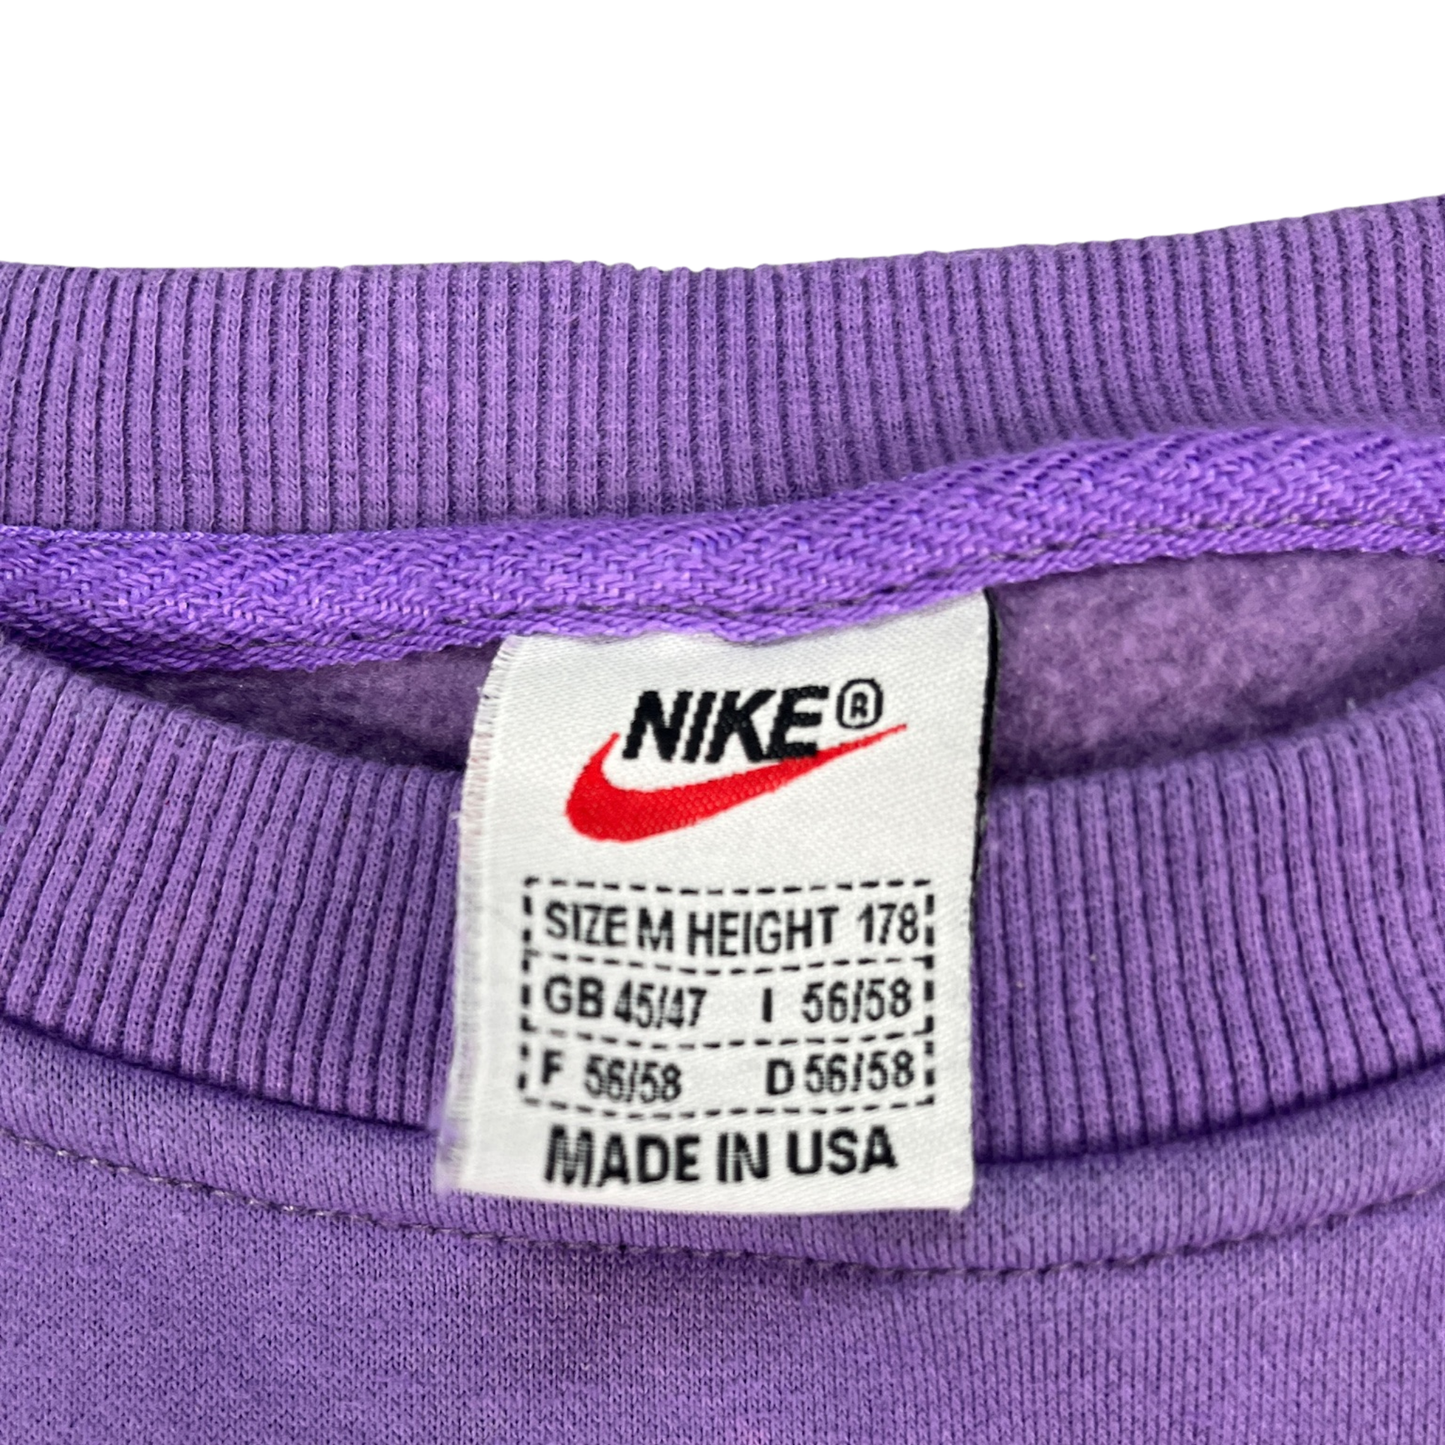 NIKE®
SIZE M HEIGHT 178
GB 45/47 I 56/58
F 56/58 D 56/58
MADE IN USA